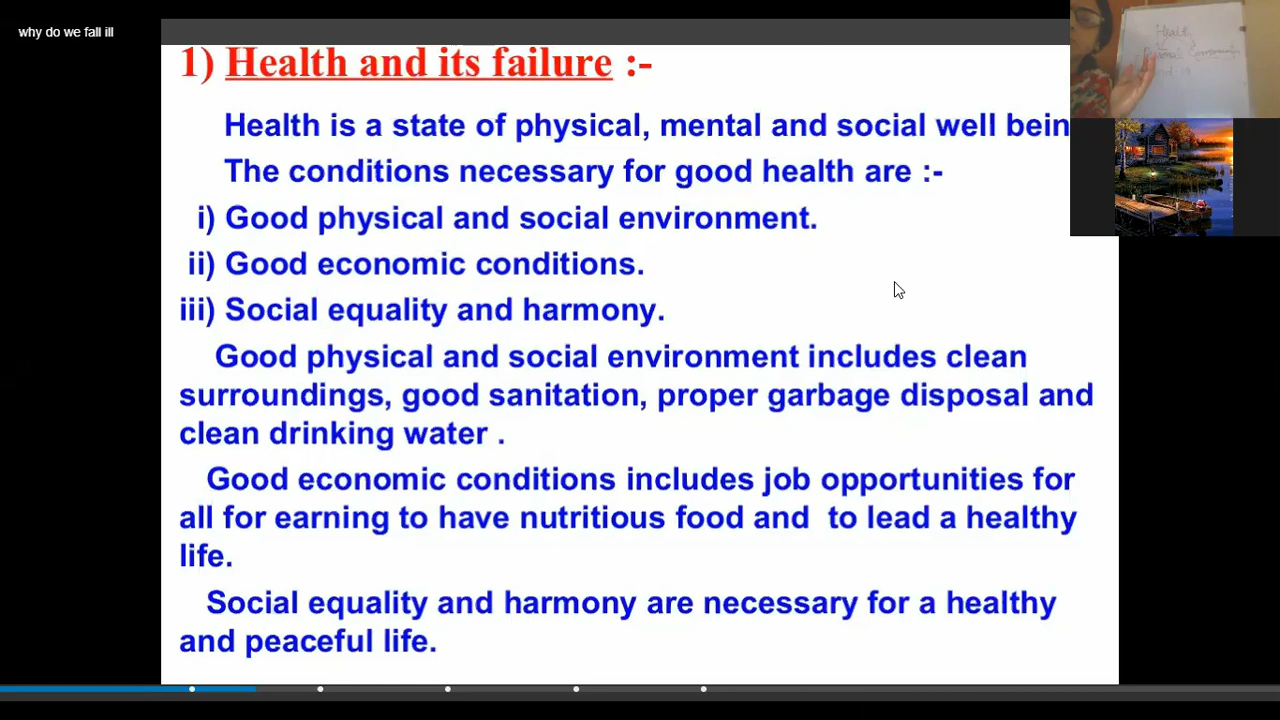 why do we fall ill
1) Health and its failure :-
Health is a state of physical, mental and social well bein
The conditions necessary for good health are :-
i) Good physical and social environment.
ii) Good economic conditions.
iii) Social equality and harmony.
Good physical and social environment includes clean
surroundings, good sanitation, proper garbage disposal and
clean drinking water .
Good economic conditions includes job opportunities for
all for earning to have nutritious food and to lead a healthy
life.
Social equality and harmony are necessary for a healthy
and peaceful life.
Health